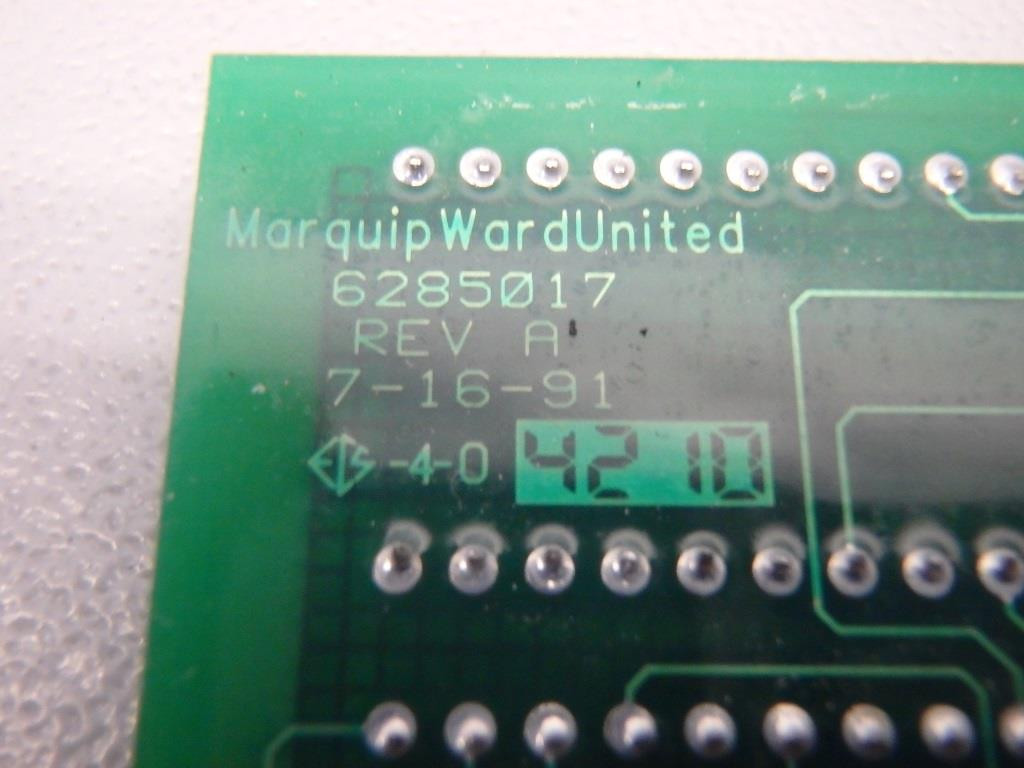 MarquipWardUnited
6285017
REV A
7-16-91
-4-0 4210